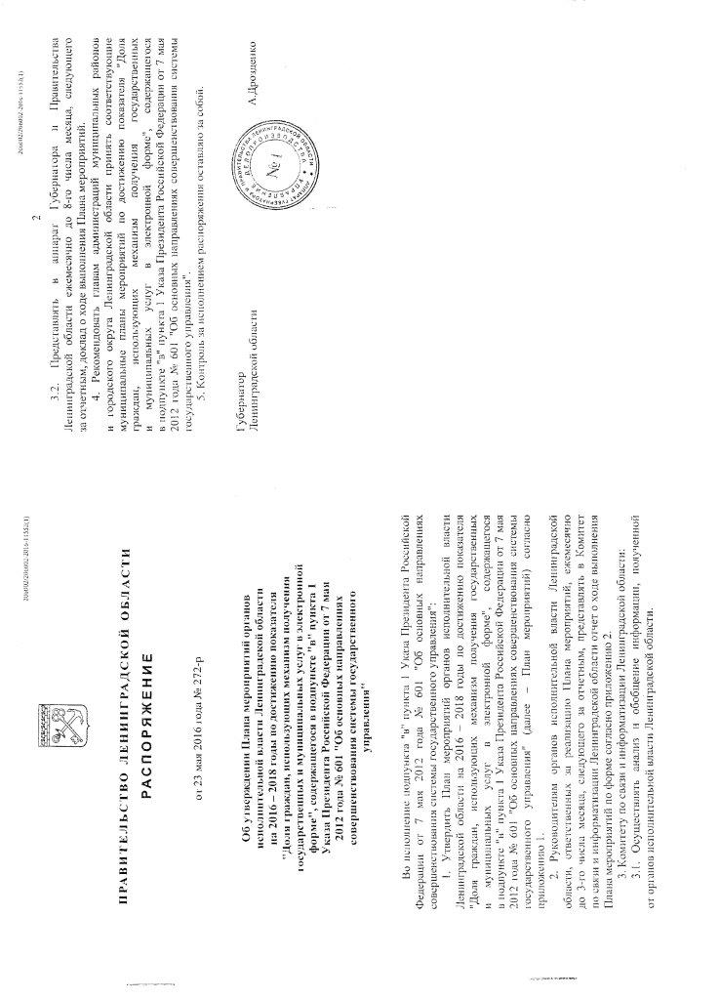 206602/206602-2016-11552(1)
ПРАВИТЕЛЬСТВО ЛЕНИНГРАДСКОЙ ОБЛАСТИ
РАСПОРЯЖЕНИЕ
от 23 мая 2016 года № 272-р
Об утверждении Плана мероприятий органов
исполнительной власти Ленинградской области
на 2016 – 2018 годы по достижению показателя
"Доля граждан, использующих механизм получения
государственных и муниципальных услуг в электронной
форме", содержащегося в подпункте "в" пункта 1
Указа Президента Российской Федерации от 7 мая
2012 года № 601 "Об основных направлениях
совершенствования системы государственного
управления"
Во исполнение подпункта "в" пункта 1 Указа Президента Российской
Федерации от 7 мая 2012 года № 601 "Об основных направлениях
совершенствования системы государственного управления":
1. Утвердить План мероприятий органов исполнительной власти
Ленинградской области на 2016 – 2018 годы по достижению показателя
"Доля граждан, использующих механизм получения государственных
и муниципальных услуг в электронной форме", содержащегося
в подпункте "в" пункта 1 Указа Президента Российской Федерации от 7 мая
2012 года № 601 "Об основных направлениях совершенствования системы
государственного управления" (далее – План мероприятий) согласно
приложению 1.
2. Руководителям органов исполнительной власти Ленинградской
области, ответственных за реализацию Плана мероприятий, ежемесячно
до 3-го числа месяца, следующего за отчетным, представлять в Комитет
по связи и информатизации Ленинградской области отчет о ходе выполнения
Плана мероприятий по форме согласно приложению 2.
3. Комитету по связи и информатизации Ленинградской области:
3.1. Осуществлять анализ и обобщение информации, полученной
от органов исполнительной власти Ленинградской области.
206602/206602-2016-11552(1)
2
3.2. Представлять в аппарат Губернатора и Правительства
Ленинградской области ежемесячно до 8-го числа месяца, следующего
за отчетным, доклад о ходе выполнения Плана мероприятий.
4. Рекомендовать главам администраций муниципальных районов
и городского округа Ленинградской области принять соответствующие
муниципальные планы мероприятий по достижению показателя "Доля
граждан, использующих механизм получения государственных
и муниципальных услуг в электронной форме", содержащегося
в подпункте "в" пункта 1 Указа Президента Российской Федерации от 7 мая
2012 года № 601 "Об основных направлениях совершенствования системы
государственного управления".
5. Контроль за исполнением распоряжения оставляю за собой.
Губернатор
Ленинградской области А.Дрозденко
АППАРАТ ГУБЕРНАТОРА И ПРАВИТЕЛЬСТВА ЛЕНИНГРАДСКОЙ ОБЛАСТИ
УПРАВЛЕНИЕ ДЕЛОПРОИЗВОДСТВА
№ 1